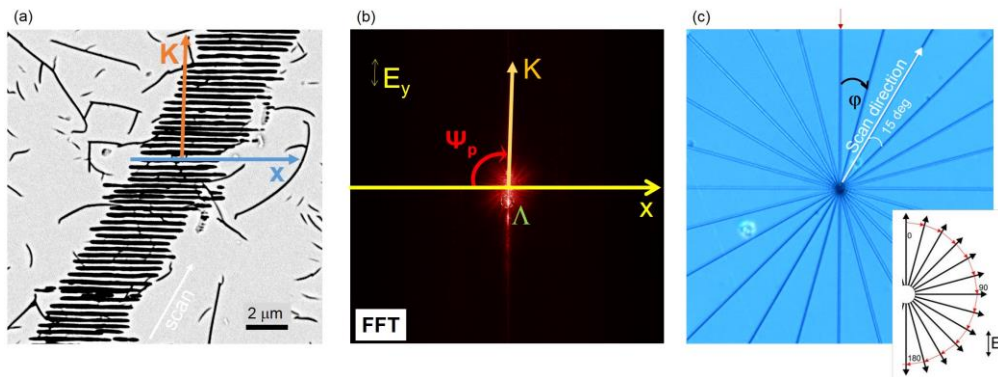 (a)
K
x
scan
2 μm
(b)
E_y
K
Ψ_p
x
Λ
FFT
(c)
φ
Scan direction
15 deg
0
90
180
E